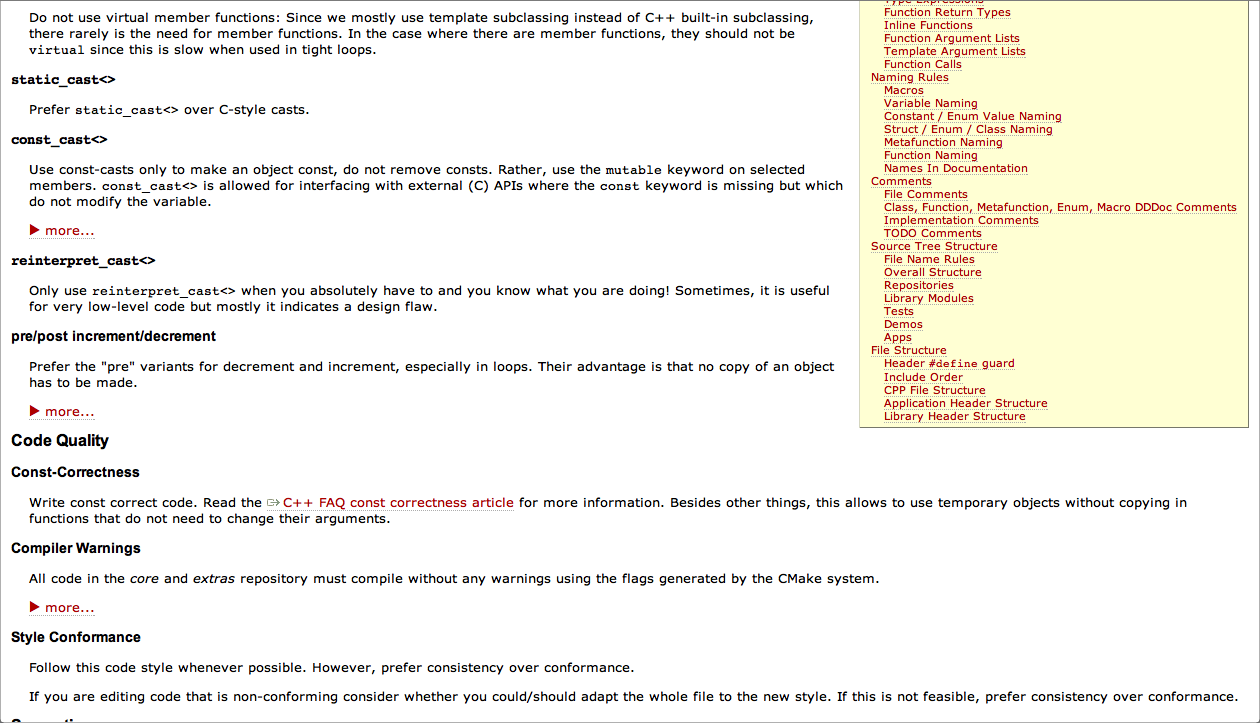 Do not use virtual member functions: Since we mostly use template subclassing instead of C++ built-in subclassing,
there rarely is the need for member functions. In the case where there are member functions, they should not be
virtual since this is slow when used in tight loops.
static_cast<>
Prefer static_cast<> over C-style casts.
const_cast<>
Use const-casts only to make an object const, do not remove consts. Rather, use the mutable keyword on selected
members. const_cast<> is allowed for interfacing with external (C) APIs where the const keyword is missing but which
do not modify the variable.
▶ more...
reinterpret_cast<>
Only use reinterpret_cast<> when you absolutely have to and you know what you are doing! Sometimes, it is useful
for very low-level code but mostly it indicates a design flaw.
pre/post increment/decrement
Prefer the "pre" variants for decrement and increment, especially in loops. Their advantage is that no copy of an object
has to be made.
▶ more...
Type Expressions
Function Return Types
Inline Functions
Function Argument Lists
Template Argument Lists
Function Calls
Naming Rules
Macros
Variable Naming
Constant / Enum Value Naming
Struct / Enum / Class Naming
Metafunction Naming
Function Naming
Names In Documentation
Comments
File Comments
Class, Function, Metafunction, Enum, Macro DDDoc Comments
Implementation Comments
TODO Comments
Source Tree Structure
File Name Rules
Overall Structure
Repositories
Library Modules
Tests
Demos
Apps
File Structure
Header #define guard
Include Order
CPP File Structure
Application Header Structure
Library Header Structure
Code Quality
Const-Correctness
Write const correct code. Read the C++ FAQ const correctness article for more information. Besides other things, this allows to use temporary objects without copying in
functions that do not need to change their arguments.
Compiler Warnings
All code in the core and extras repository must compile without any warnings using the flags generated by the CMake system.
▶ more...
Style Conformance
Follow this code style whenever possible. However, prefer consistency over conformance.
If you are editing code that is non-conforming consider whether you could/should adapt the whole file to the new style. If this is not feasible, prefer consistency over conformance.